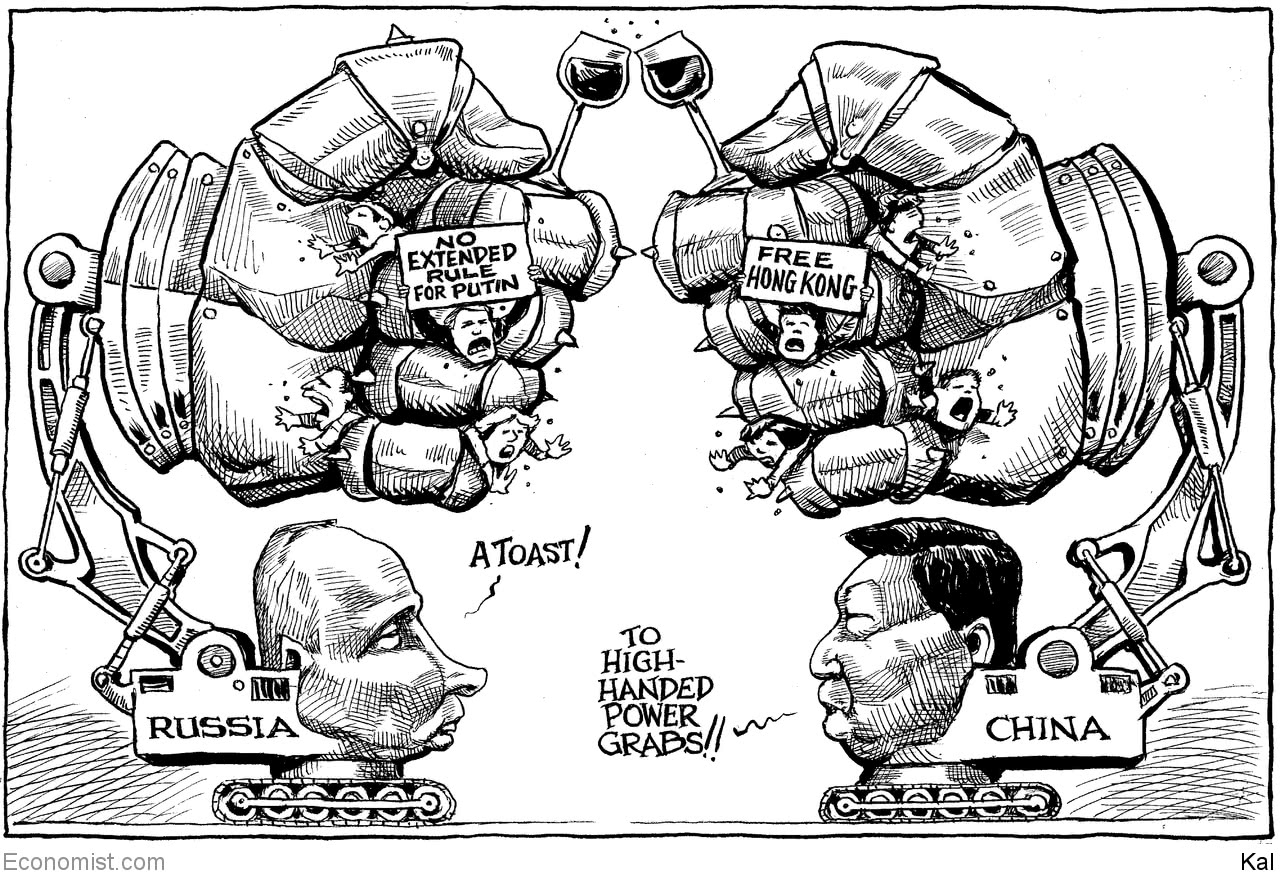 NO
EXTENDED
RULE
FOR PUTIN
FREE
HONG KONG
A TOAST!
TO
HIGH-
HANDED
POWER
GRABS!!
RUSSIA
CHINA
Economist.com
Kal